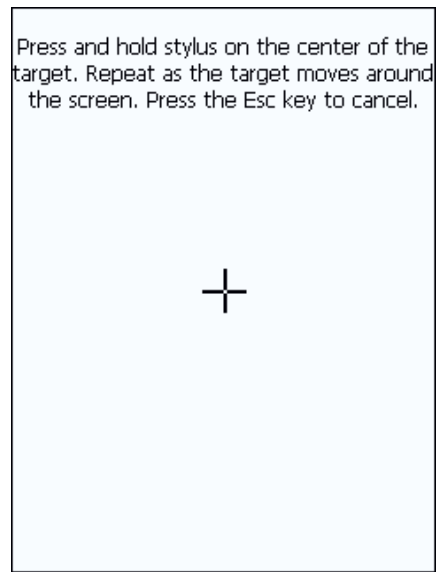 Press and hold stylus on the center of the
target. Repeat as the target moves around
the screen. Press the Esc key to cancel.